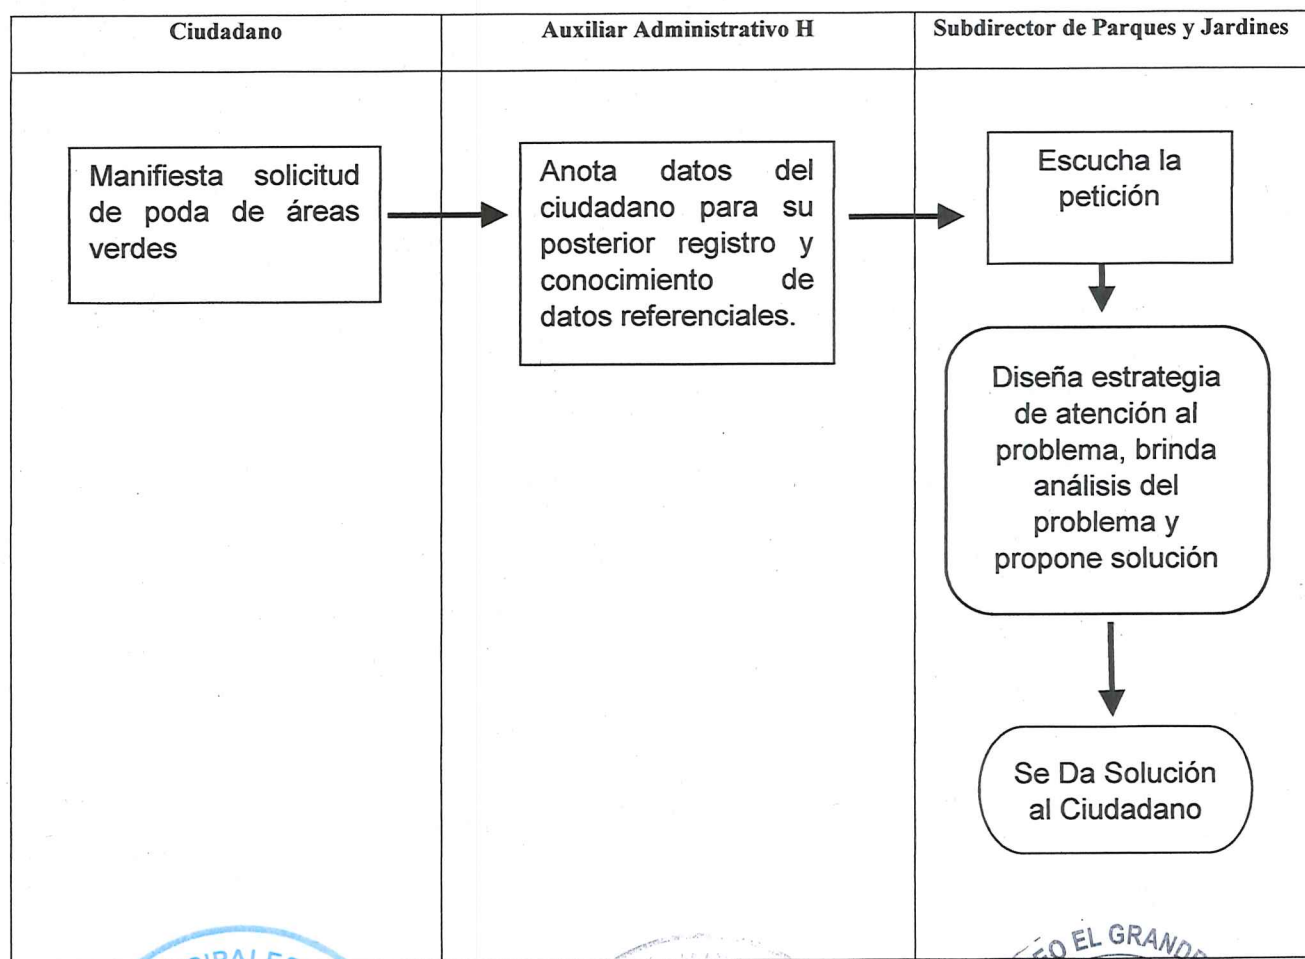 Ciudadano
Auxiliar Administrativo H
Subdirector de Parques y Jardines
Manifiesta solicitud
de poda de áreas
verdes
Anota datos del
ciudadano para su
posterior registro y
conocimiento de
datos referenciales.
Escucha la
petición
Diseña estrategia
de atención al
problema, brinda
análisis del
problema y
propone solución
Se Da Solución
al Ciudadano
EL GRANDE